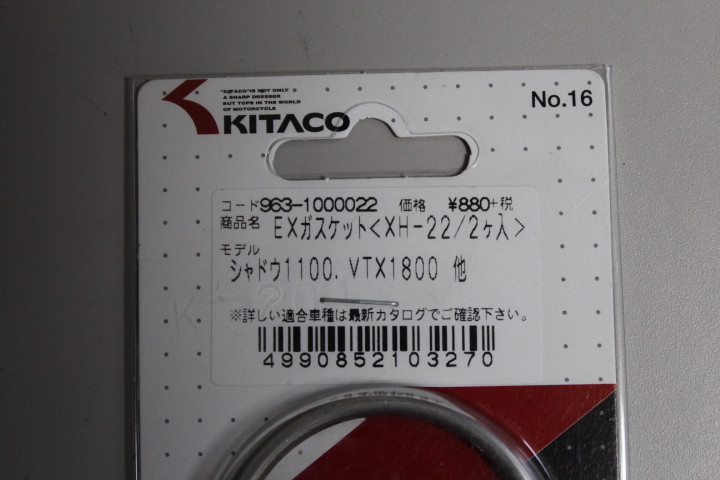 "KITACO" IS NOT ONLY
A SHARP DRESSER
BUT TOPS IN THE WORLD
OF MOTORCYCLE
KITACO
No.16
コード963-1000022 価格 ¥880+税
商品名 EXガスケット<XH-22/2ケ入>
モデル
シャドウ1100. VTX1800 他
※詳しい適合車種は最新カタログでご確認下さい。
4990852103270